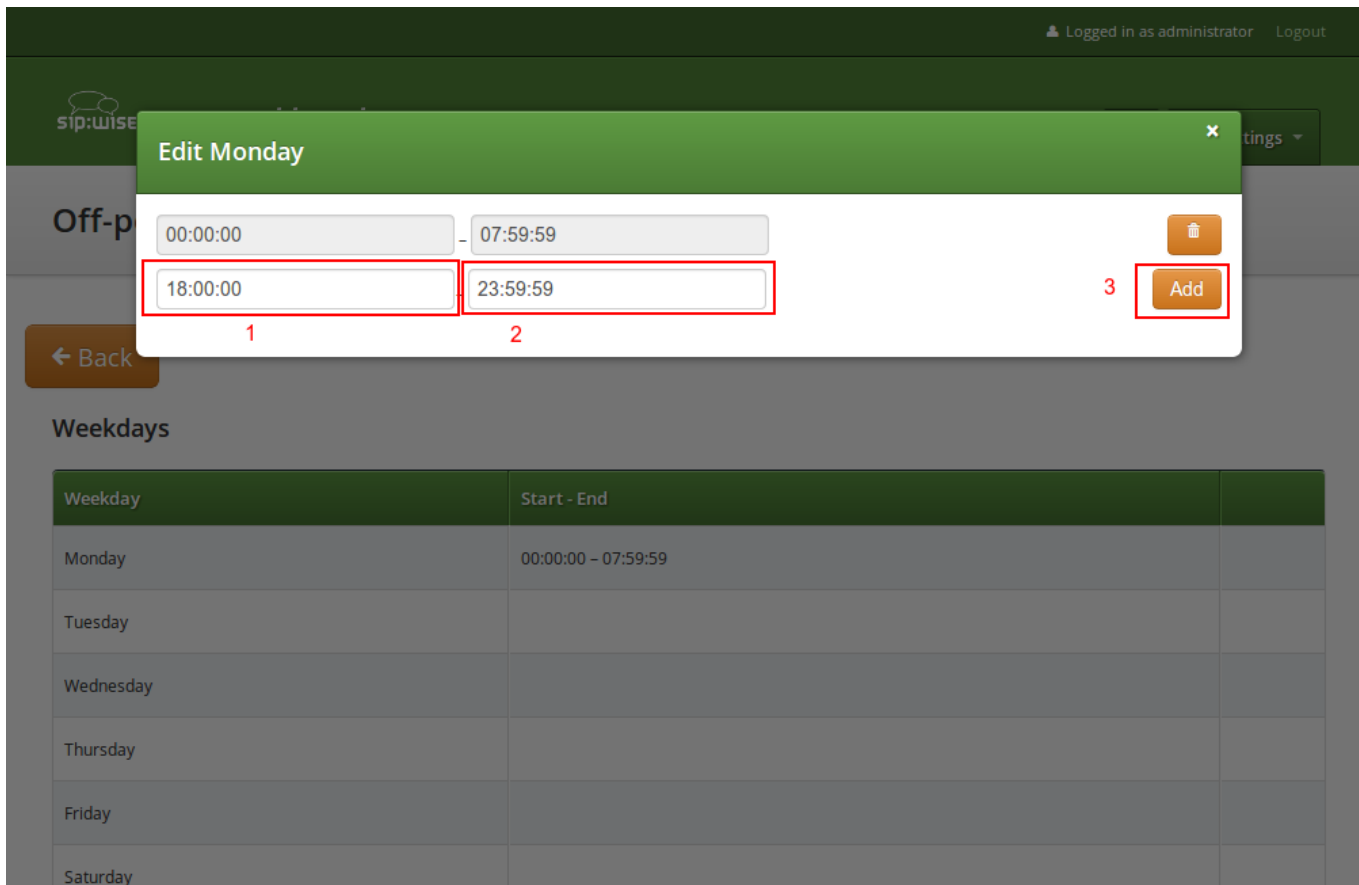 Logged in as administrator Logout
sip:wise
tings
Edit Monday ×
Off-p
00:00:00 – 07:59:59
18:00:00 23:59:59 3 Add
1 2
Back
Weekdays
Weekday Start - End
Monday 00:00:00 – 07:59:59
Tuesday
Wednesday
Thursday
Friday
Saturday